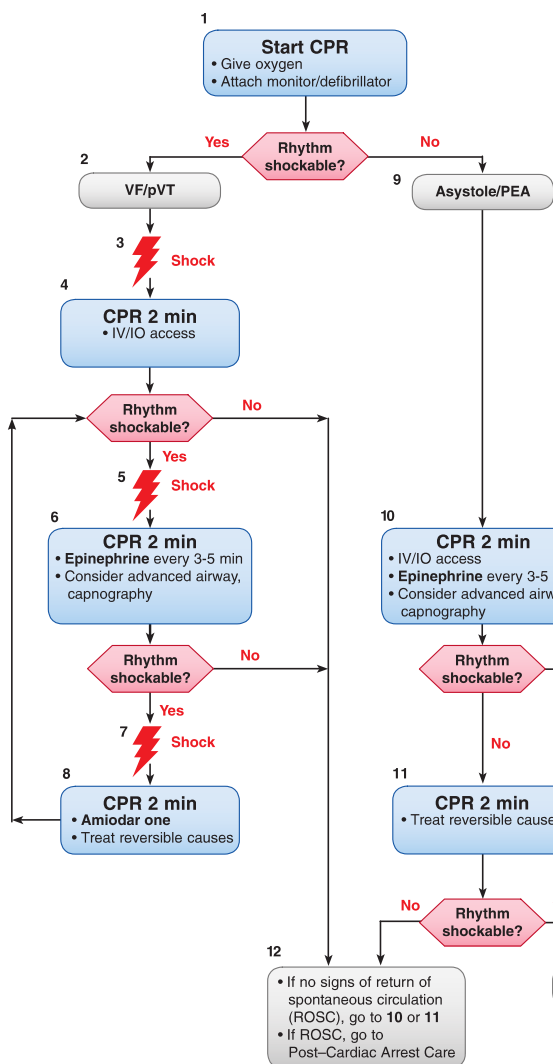 1
Start CPR
• Give oxygen
• Attach monitor/defibrillator
Yes
Rhythm
shockable?
No
2
VF/pVT
9
Asystole/PEA
3
Shock
4
CPR 2 min
• IV/IO access
Rhythm
shockable?
No
Yes
5
Shock
6
CPR 2 min
• Epinephrine every 3-5 min
• Consider advanced airway,
capnography
10
CPR 2 min
• IV/IO access
• Epinephrine every 3-5
• Consider advanced airw
capnography
Rhythm
shockable?
No
Rhythm
shockable?
Yes
7
Shock
No
8
CPR 2 min
• Amiodar one
• Treat reversible causes
11
CPR 2 min
• Treat reversible cause
No
Rhythm
shockable?
12
• If no signs of return of
spontaneous circulation
(ROSC), go to 10 or 11
• If ROSC, go to
Post–Cardiac Arrest Care